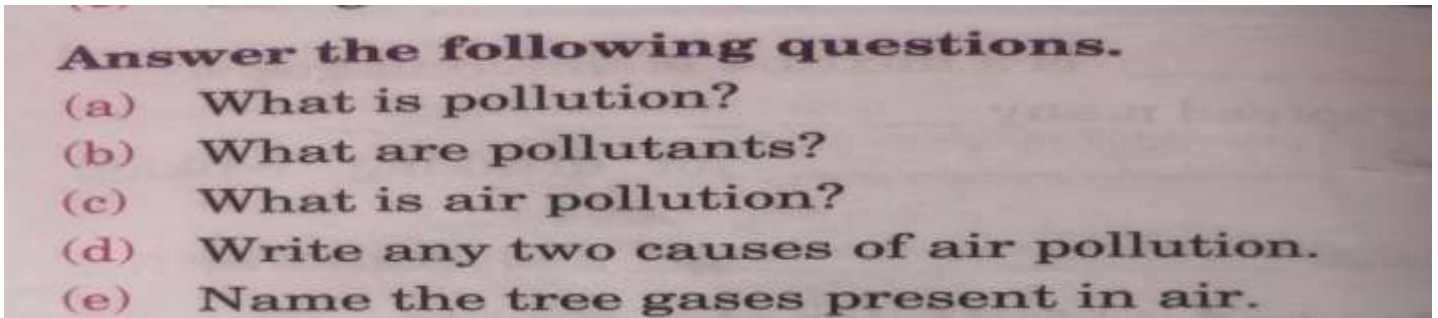 Answer the following questions.
(a) What is pollution?
(b) What are pollutants?
(c) What is air pollution?
(d) Write any two causes of air pollution.
(e) Name the tree gases present in air.